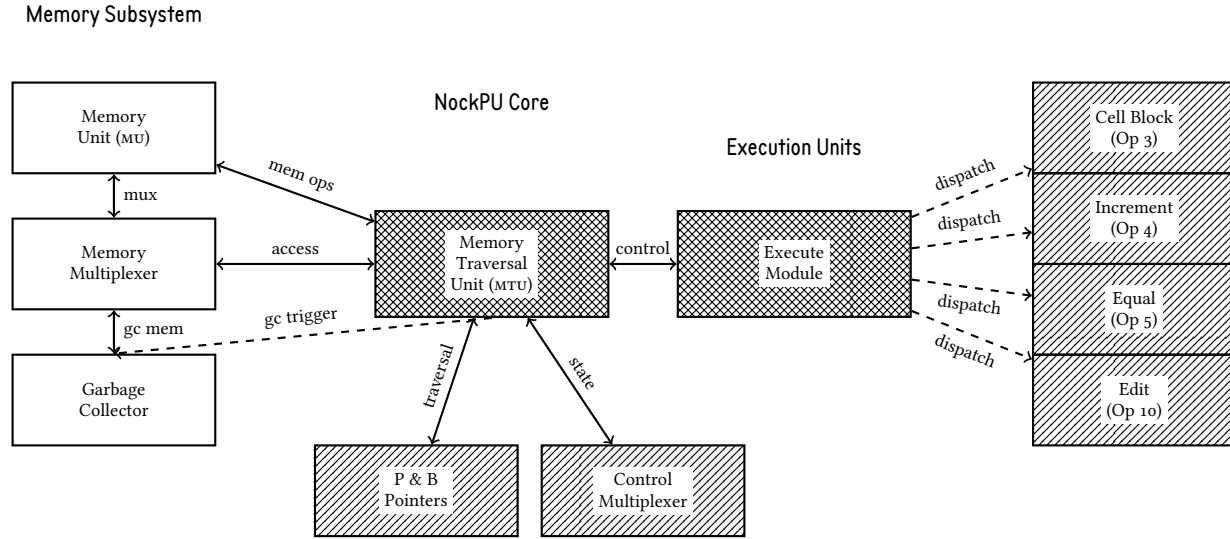 Memory Subsystem
NockPU Core
Execution Units
Memory
Unit (MU)
mux
Memory
Multiplexer
gc mem
Garbage
Collector
mem ops
access
gc trigger
Memory
Traversal
Unit (MTU)
traversal
state
P & B
Pointers
Control
Multiplexer
control
Execute
Module
dispatch
dispatch
dispatch
dispatch
Cell Block
(Op 3)
Increment
(Op 4)
Equal
(Op 5)
Edit
(Op 10)